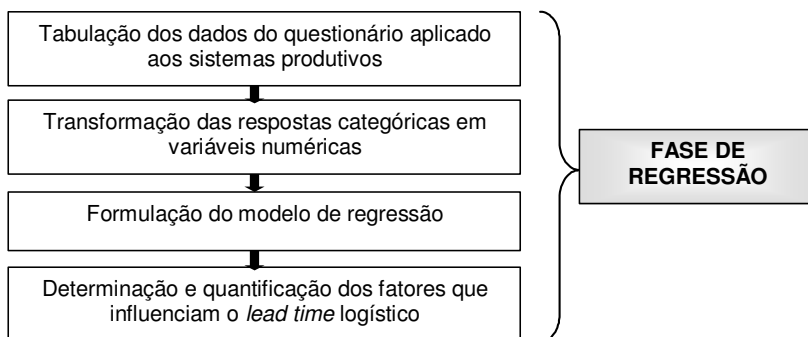 Tabulação dos dados do questionário aplicado
aos sistemas produtivos
Transformação das respostas categóricas em
variáveis numéricas
Formulação do modelo de regressão
Determinação e quantificação dos fatores que
influenciam o lead time logístico
FASE DE
REGRESSÃO